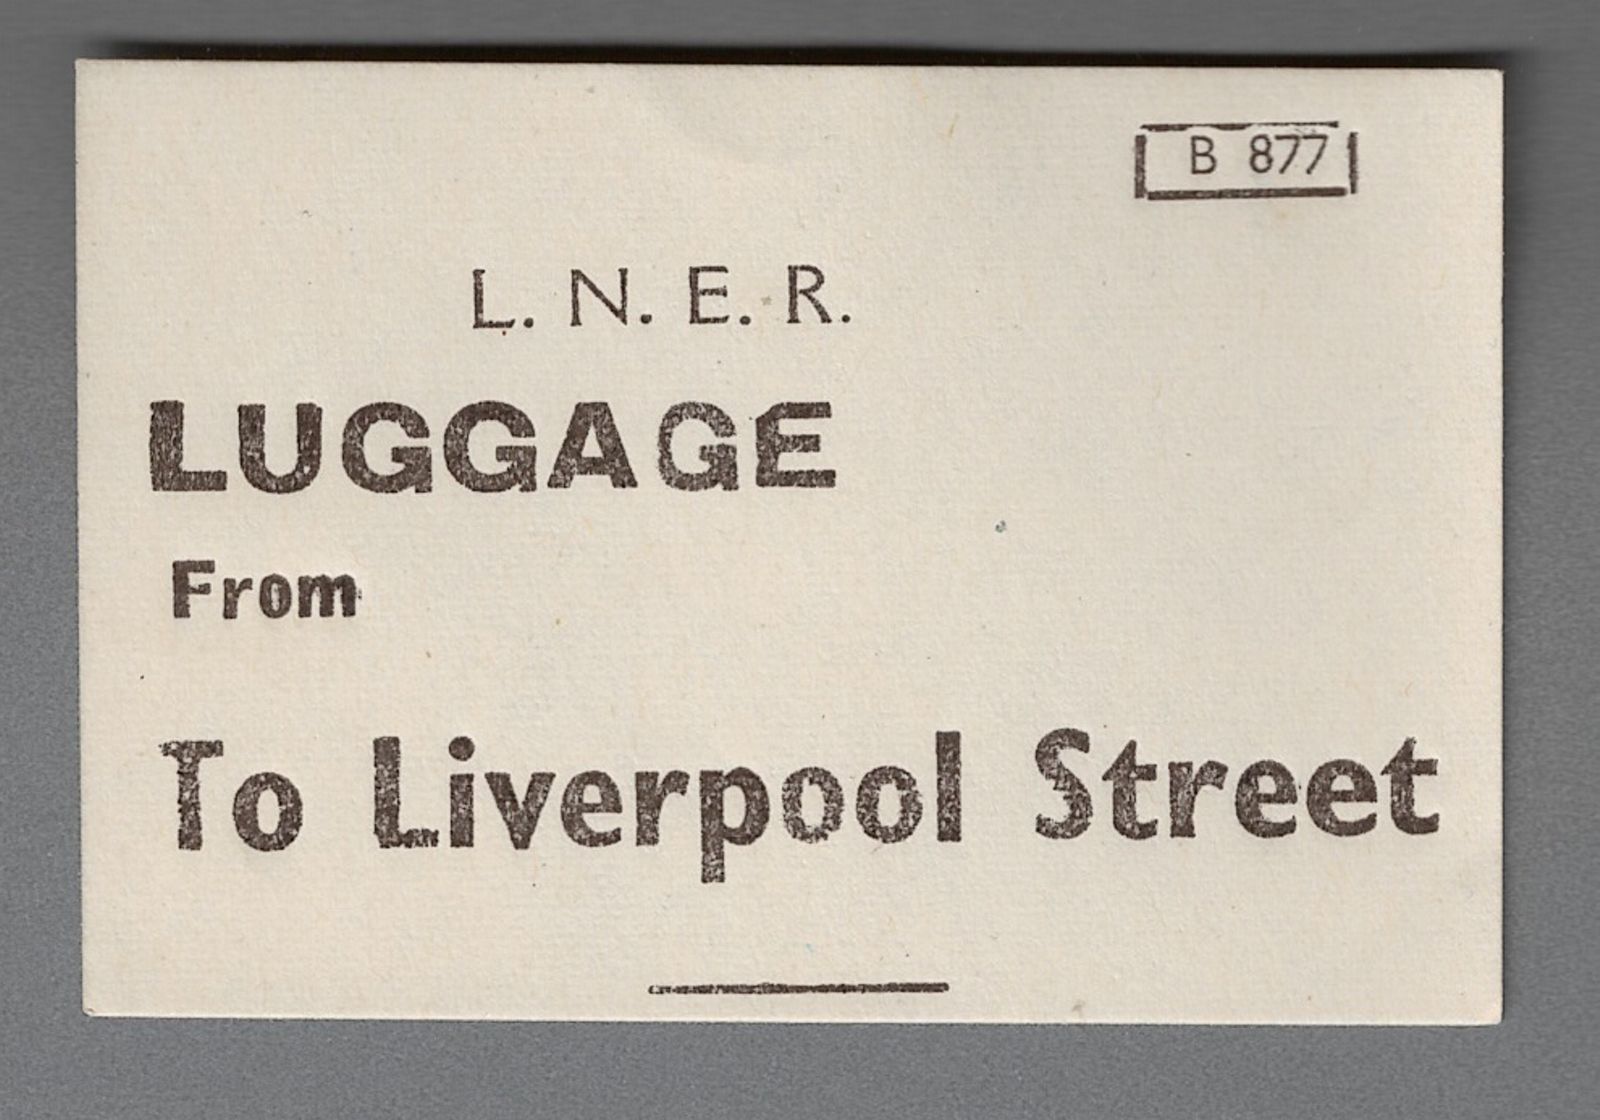 B 877
L. N. E. R.
LUGGAGE
From
To Liverpool Street